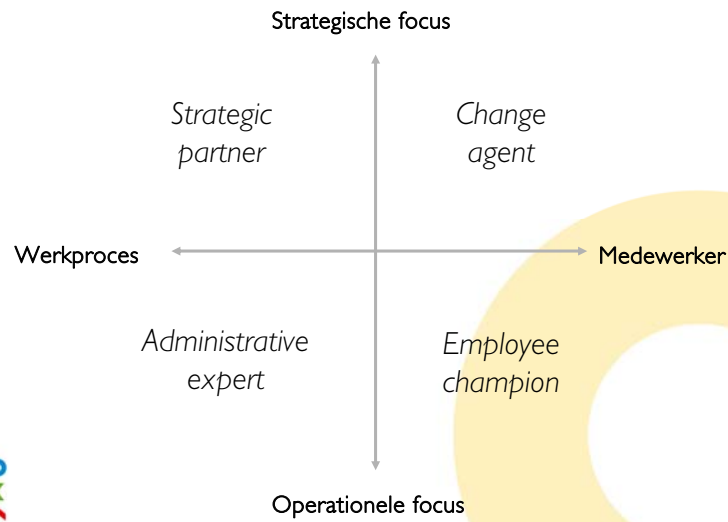 Strategische focus
Strategic
partner
Change
agent
Werkproces
Medewerker
Administrative
expert
Employee
champion
Operationele focus